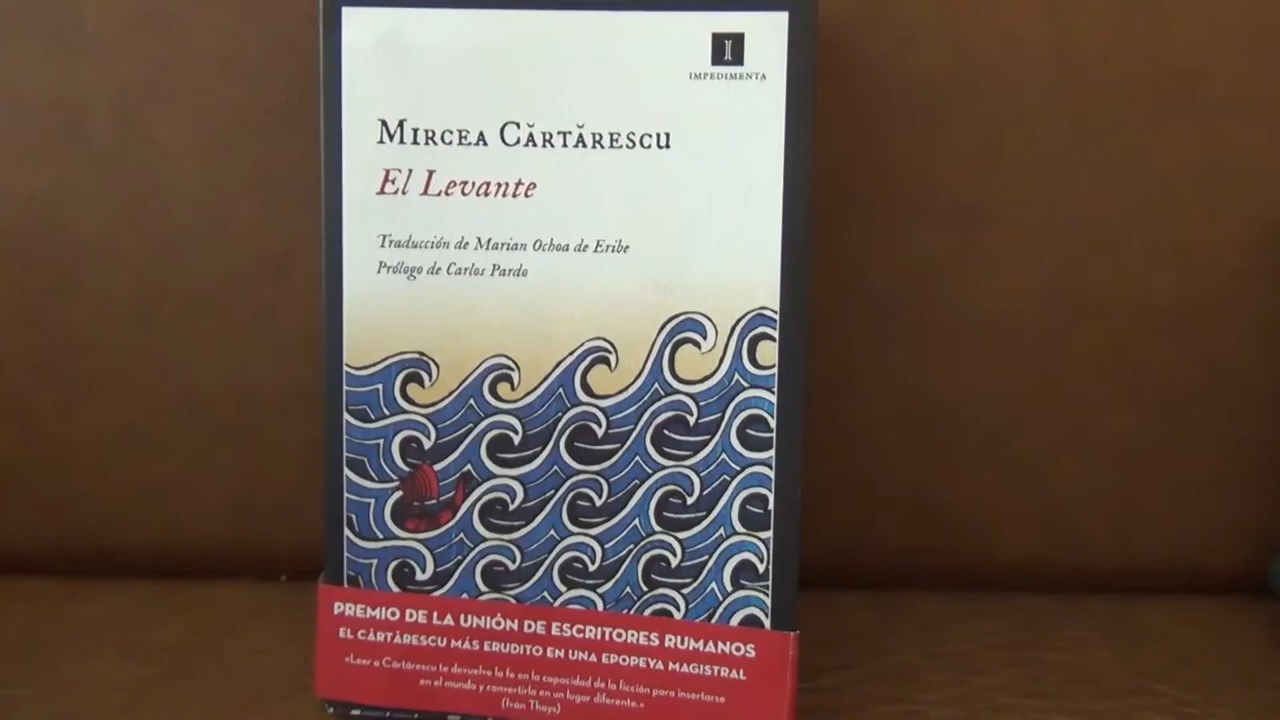 I
IMPEDIMENTA
MIRCEA CĂRTĂRESCU
El Levante
Traducción de Marian Ochoa de Eribe
Prólogo de Carlos Pardo
PREMIO DE LA UNIÓN DE ESCRITORES RUMANOS
EL CĂRTĂRESCU MÁS ERUDITO EN UNA EPOPEYA MAGISTRAL
«Leer a Cărtărescu te devuelve la fe en la capacidad de la ficción para insertarse
en el mundo y convertirlo en un lugar diferente.»
(Iván Thays)